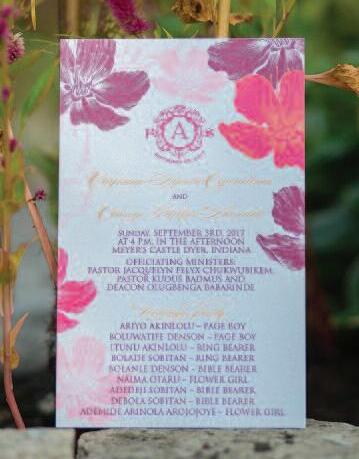 A
AND
SUNDAY, SEPTEMBER 3RD, 2017
AT 4 P.M. IN THE AFTERNOON
MEYER'S CASTLE DYER, INDIANA
OFFICIATING MINISTERS:
PASTOR JACQUELYN FELYX CHUKWUBIKEM
PASTOR KUDUS BADMUS AND
DEACON OLUGBENGA BABARINDE
ARIYO AKINLOLU – PAGE BOY
BOLUWATIFE DENSON – PAGE BOY
ITUNU AKINLOLU – RING BEARER
BOLADE SOBITAN – RING BEARER
BOLANLE DENSON – BIBLE BEARER
NAIMA OTARU – FLOWER GIRL
ADEDEJI SOBITAN – BIBLE BEARER
DEBOLA SOBITAN – BIBLE BEARER
ADEMIDE ARINOLA AROJOJOYE – FLOWER GIRL